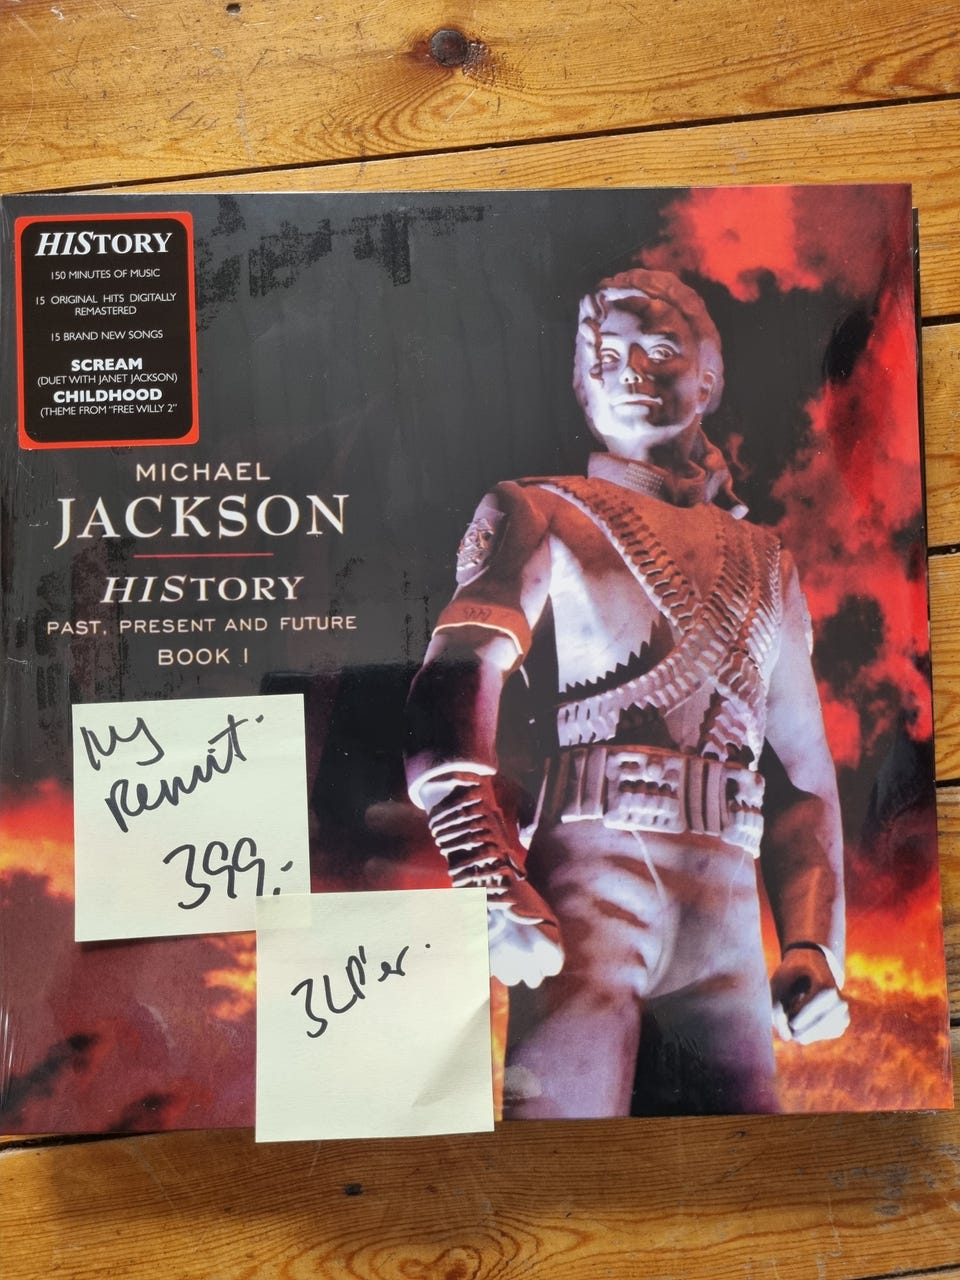 HISTORY
150 MINUTES OF MUSIC
15 ORIGINAL HITS DIGITALLY
REMASTERED
15 BRAND NEW SONGS
SCREAM
(DUET WITH JANET JACKSON)
CHILDHOOD
(THEME FROM "FREE WILLY 2"
MICHAEL
JACKSON
HISTORY
PAST, PRESENT AND FUTURE
BOOK I
Ny
Remit.
399.-
3LP'er.